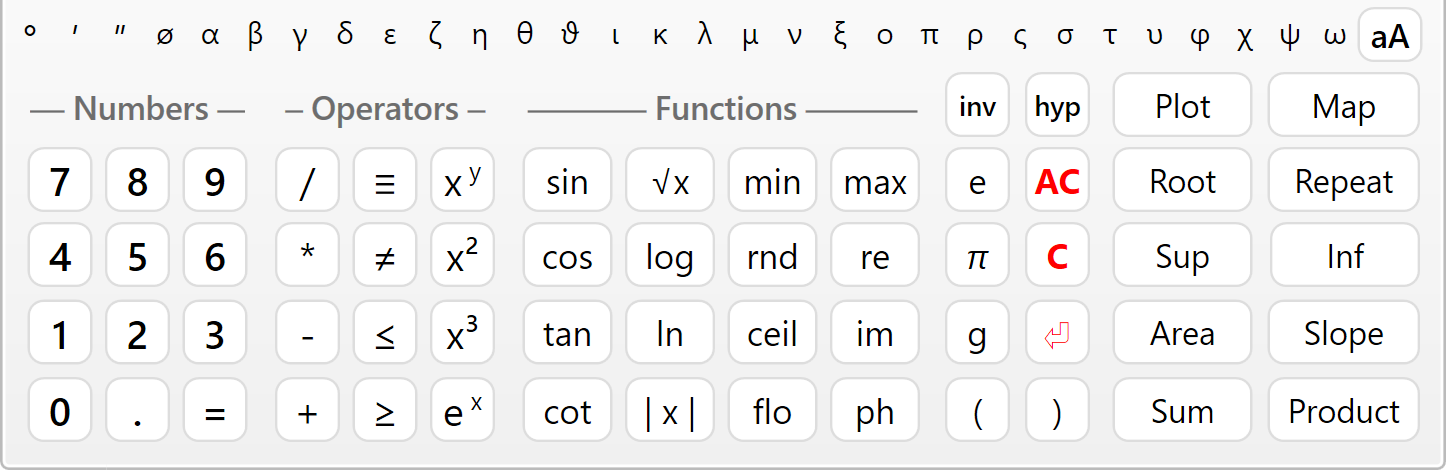 ° ′ ″ ø α β γ δ ε ζ η θ ϑ ι κ λ μ ν ξ ο π ρ ς σ τ υ φ χ ψ ω aA
Numbers Operators Functions inv hyp Plot Map
7 8 9 / ≡ xʸ sin √x min max e AC Root Repeat
4 5 6 * ≠ x² cos log rnd re π C Sup Inf
1 2 3 - ≤ x³ tan ln ceil im g ⏎ Area Slope
0 . = + ≥ eˣ cot |x| flo ph ( ) Sum Product